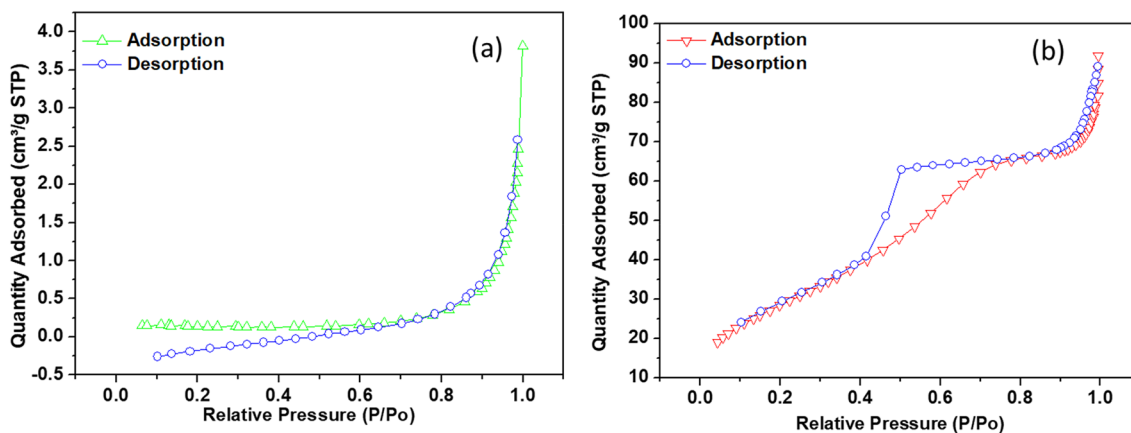 (a)
Adsorption
Desorption
Quantity Adsorbed (cm³/g STP)
4.0
3.5
3.0
2.5
2.0
1.5
1.0
0.5
0.0
-0.5
0.0 0.2 0.4 0.6 0.8 1.0
Relative Pressure (P/Po)
(b)
Adsorption
Desorption
Quantity Adsorbed (cm³/g STP)
100
90
80
70
60
50
40
30
20
10
0.0 0.2 0.4 0.6 0.8 1.0
Relative Pressure (P/Po)